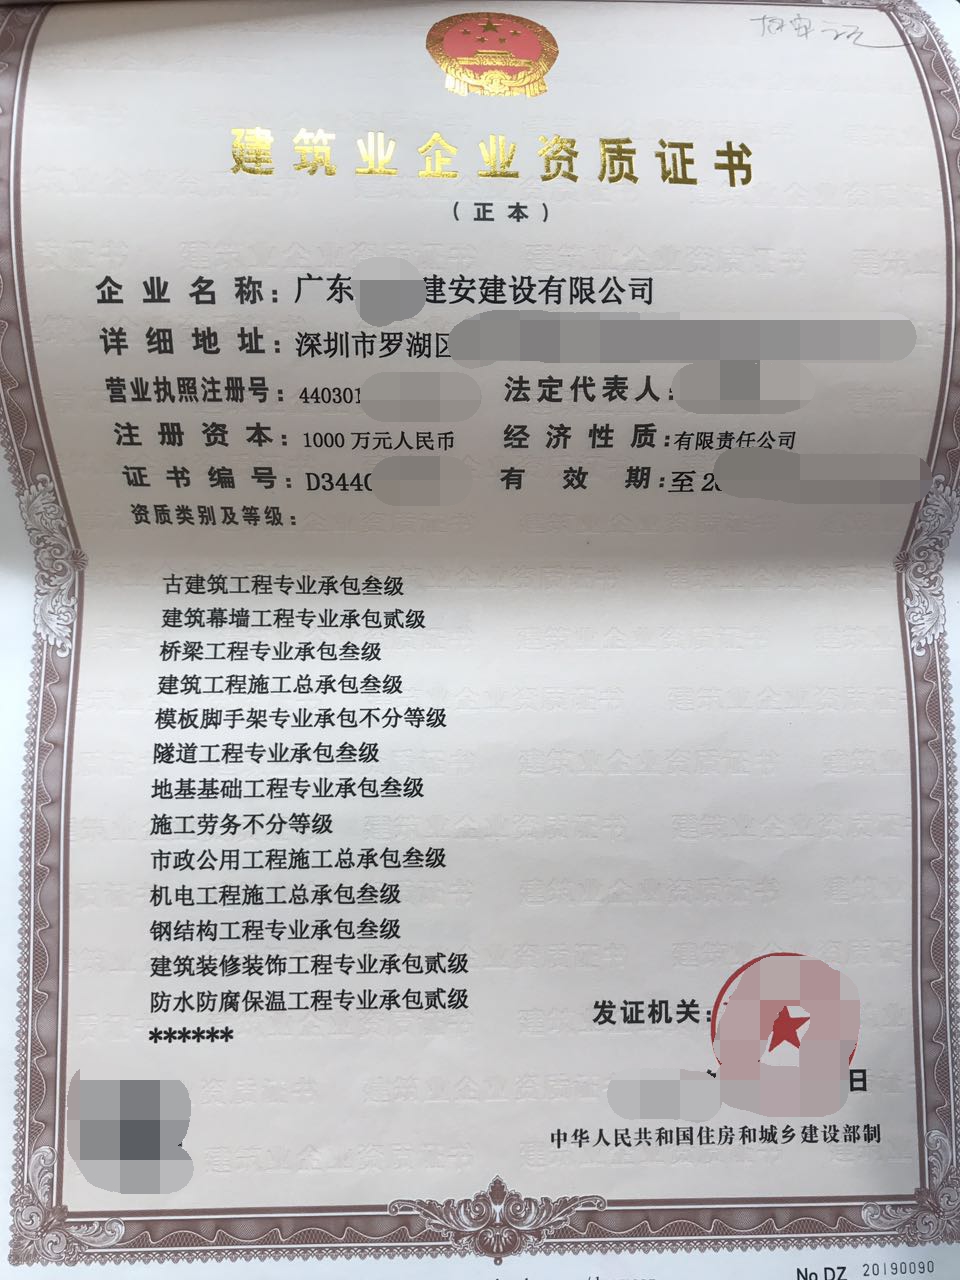 建筑业企业资质证书
(正本)
企业名称:广东 建安建设有限公司
详细地址:深圳市罗湖区
营业执照注册号:440301 法定代表人:
注册资本:1000万元人民币 经济性质:有限责任公司
证书编号:D3440 有效期:至20
资质类别及等级:
古建筑工程专业承包叁级
建筑幕墙工程专业承包贰级
桥梁工程专业承包叁级
建筑工程施工总承包叁级
模板脚手架专业承包不分等级
隧道工程专业承包叁级
地基基础工程专业承包叁级
施工劳务不分等级
市政公用工程施工总承包叁级
机电工程施工总承包叁级
钢结构工程专业承包叁级
建筑装修装饰工程专业承包贰级
防水防腐保温工程专业承包贰级
******
发证机关:
日
中华人民共和国住房和城乡建设部制
No.DZ 20190090